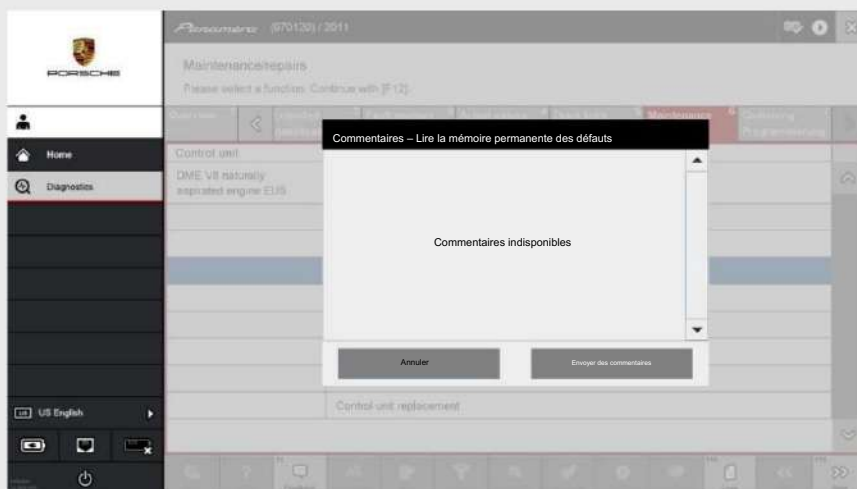 Panamera (970120) / 2011
PORSCHE
Maintenance/repairs
Please select a function. Continue with [F12].
Maintenance
Commentaires – Lire la mémoire permanente des défauts
Home
Control unit
Diagnostics
DME V8 naturally
aspirated engine EU5
Commentaires indisponibles
Annuler
Envoyer des commentaires
US English
Control unit replacement